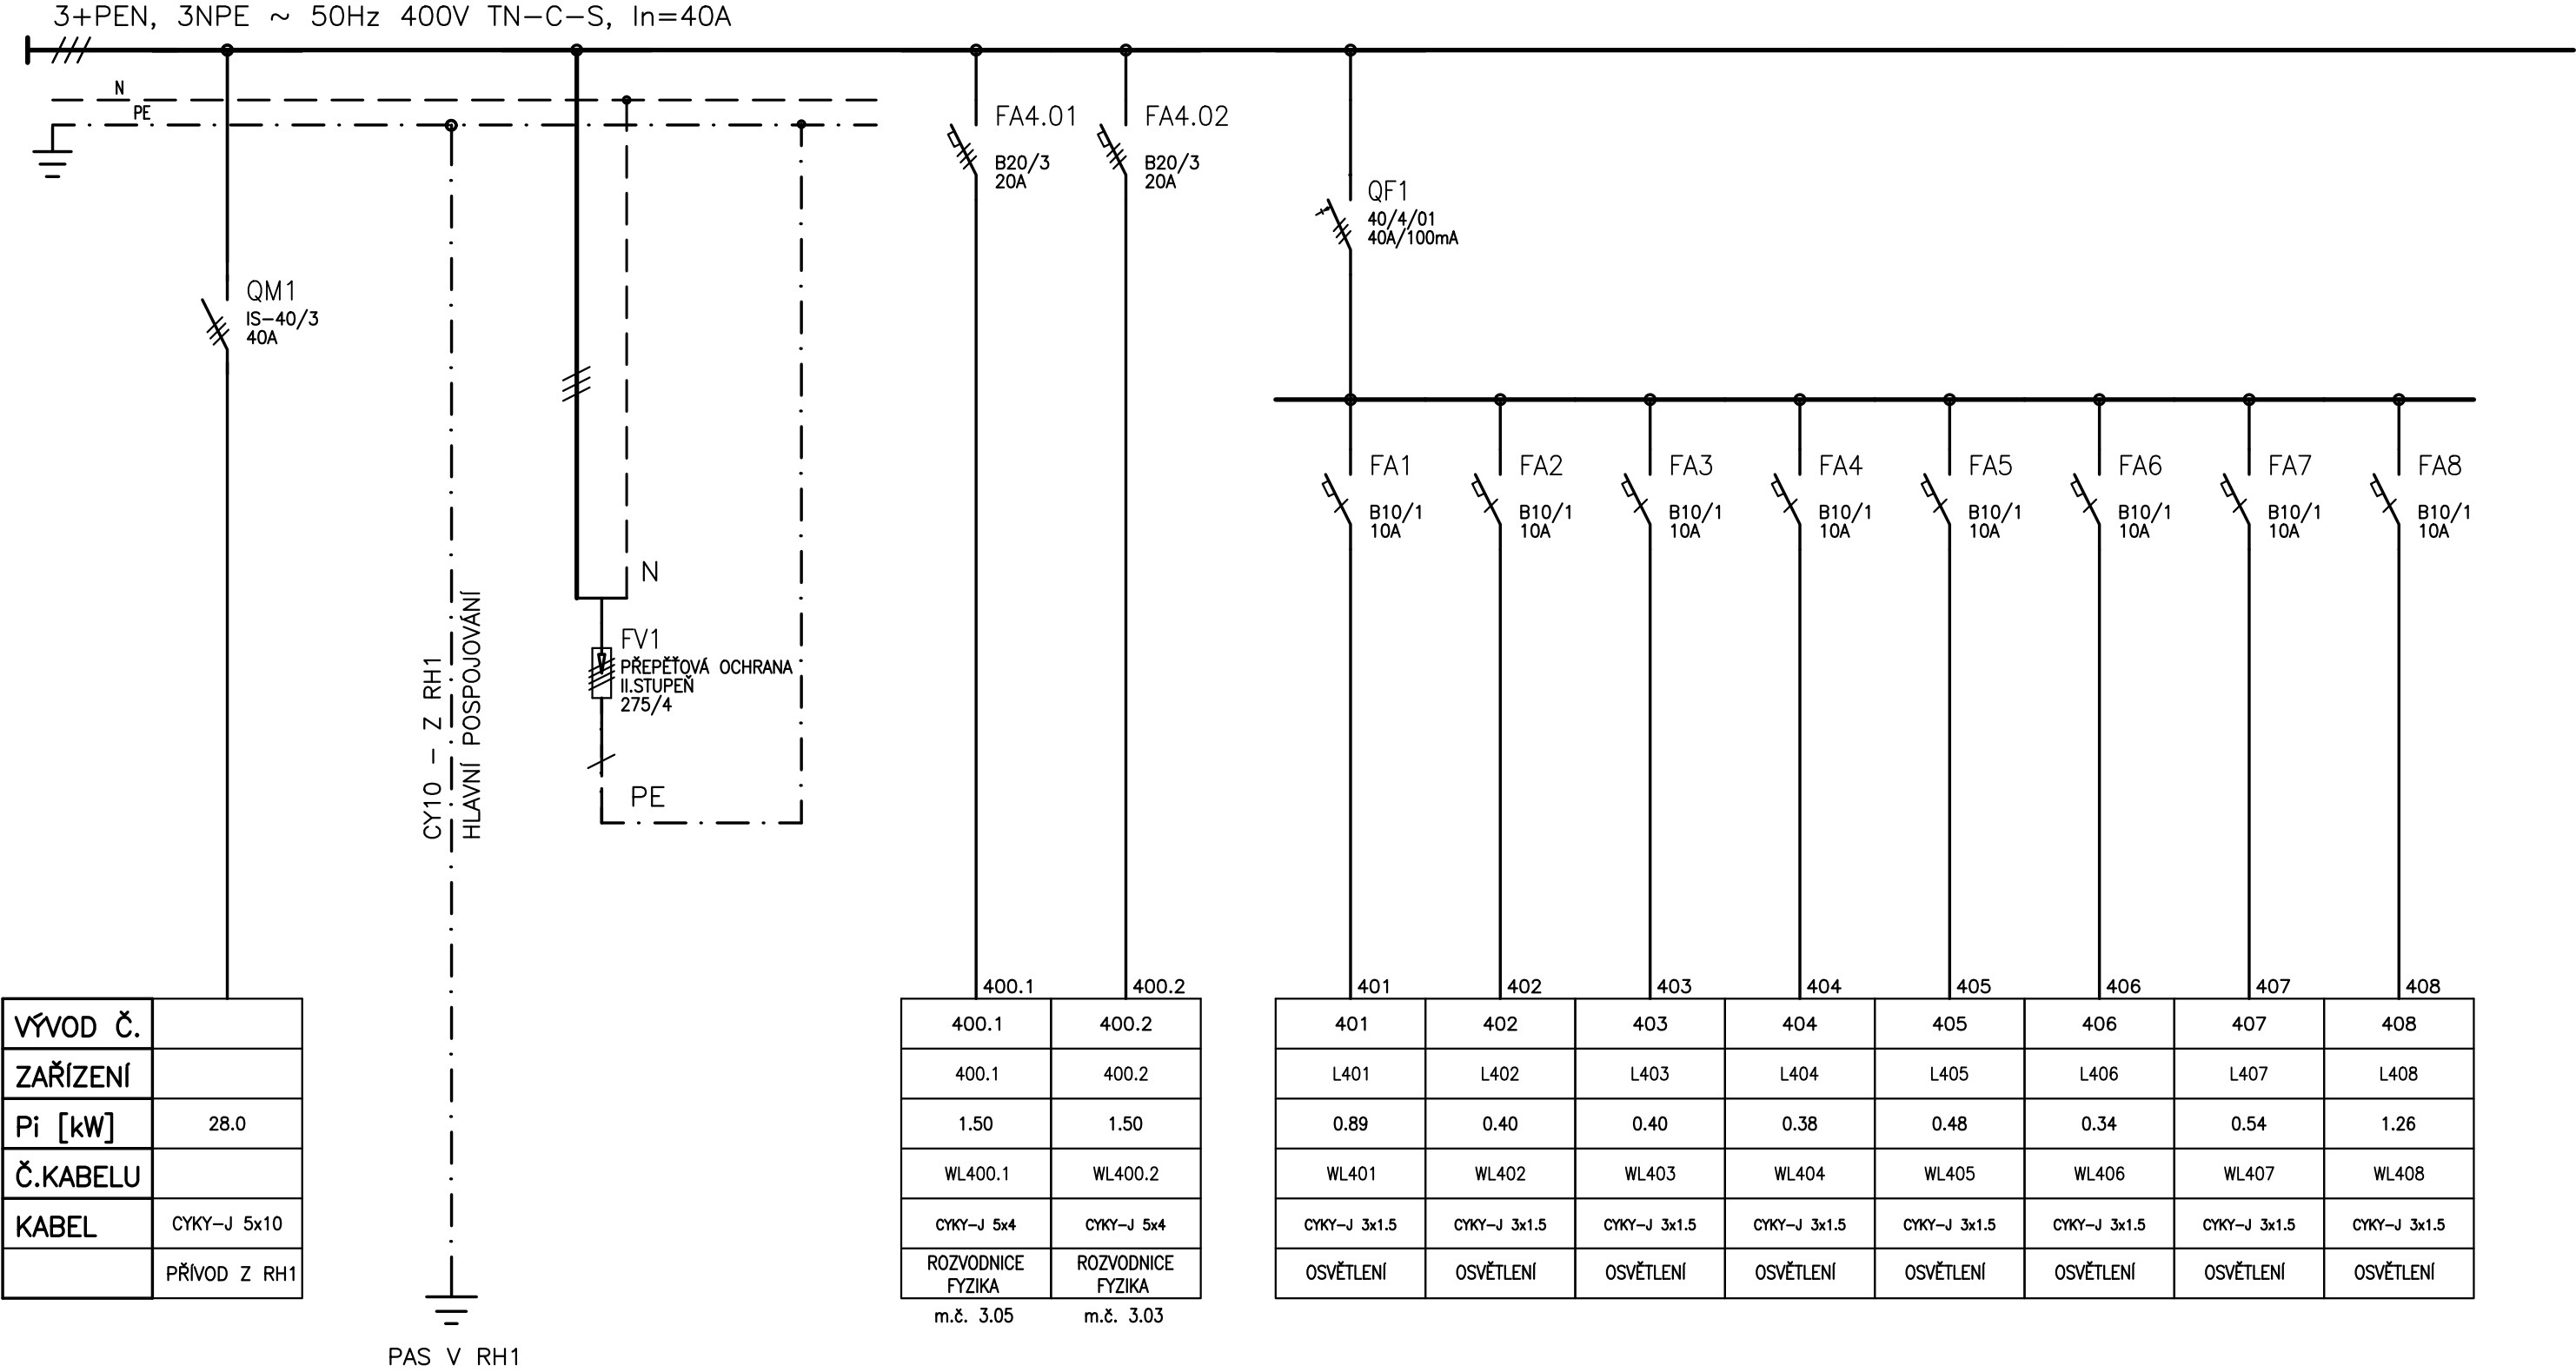 3+PEN, 3NPE ~ 50Hz 400V TN-C-S, In=40A
N
PE
QM1
IS-40/3
40A
CY10 - Z RH1
HLAVNÍ POSPOJOVÁNÍ
N
FV1
PŘEPĚŤOVÁ OCHRANA
II.STUPEŇ
275/4
PE
FA4.01
B20/3
20A
FA4.02
B20/3
20A
QF1
40/4/01
40A/100mA
FA1
B10/1
10A
FA2
B10/1
10A
FA3
B10/1
10A
FA4
B10/1
10A
FA5
B10/1
10A
FA6
B10/1
10A
FA7
B10/1
10A
FA8
B10/1
10A
400.1 400.2 401 402 403 404 405 406 407 408
VÝVOD Č. 400.1 400.2 401 402 403 404 405 406 407 408
ZAŘÍZENÍ 400.1 400.2 L401 L402 L403 L404 L405 L406 L407 L408
Pi [kW] 28.0 1.50 1.50 0.89 0.40 0.40 0.38 0.48 0.34 0.54 1.26
Č.KABELU WL400.1 WL400.2 WL401 WL402 WL403 WL404 WL405 WL406 WL407 WL408
KABEL CYKY-J 5x10 CYKY-J 5x4 CYKY-J 5x4 CYKY-J 3x1.5 CYKY-J 3x1.5 CYKY-J 3x1.5 CYKY-J 3x1.5 CYKY-J 3x1.5 CYKY-J 3x1.5 CYKY-J 3x1.5 CYKY-J 3x1.5
PŘÍVOD Z RH1 ROZVODNICE ROZVODNICE OSVĚTLENÍ OSVĚTLENÍ OSVĚTLENÍ OSVĚTLENÍ OSVĚTLENÍ OSVĚTLENÍ OSVĚTLENÍ OSVĚTLENÍ
FYZIKA FYZIKA
m.č. 3.05 m.č. 3.03
PAS V RH1